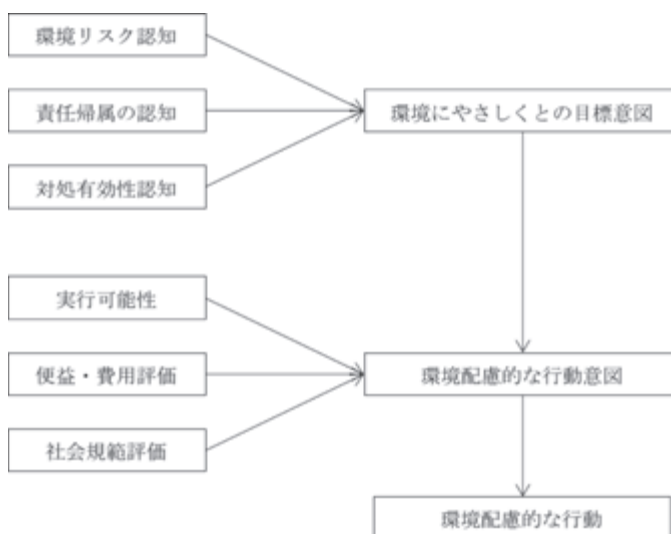 環境リスク認知
責任帰属の認知
対処有効性認知
環境にやさしくとの目標意図
実行可能性
便益・費用評価
社会規範評価
環境配慮的な行動意図
環境配慮的な行動